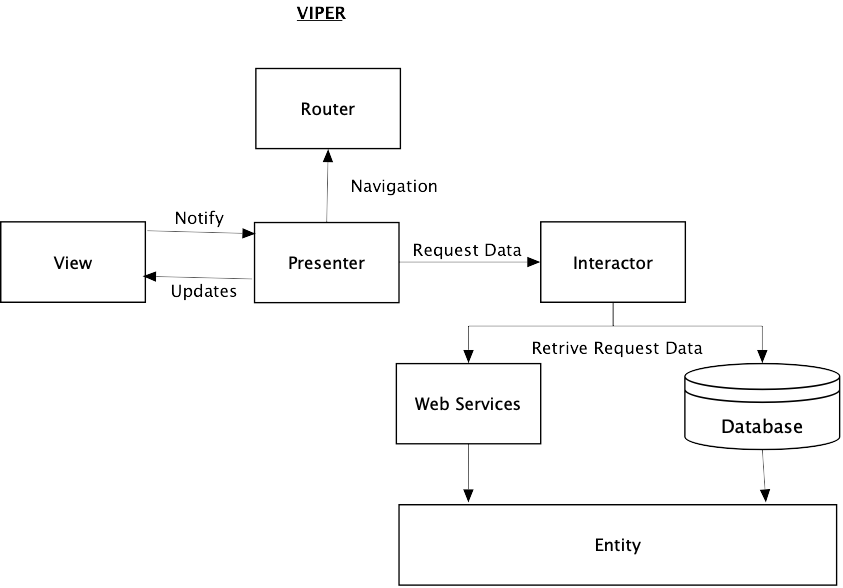 VIPER
Router
Navigation
Notify
View
Presenter
Request Data
Interactor
Updates
Retrive Request Data
Web Services
Database
Entity